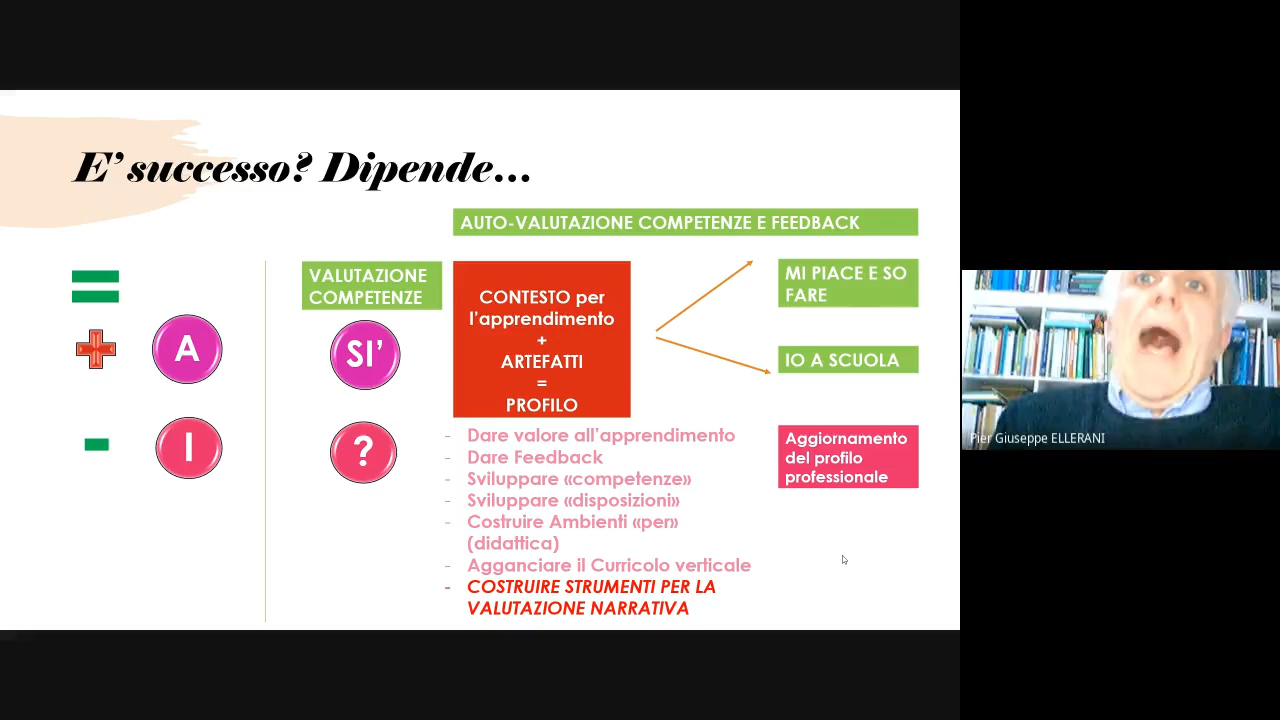 E’ successo? Dipende...
AUTO-VALUTAZIONE COMPETENZE E FEEDBACK
VALUTAZIONE
COMPETENZE
CONTESTO per
l’apprendimento
+
ARTEFATTI
=
PROFILO
MI PIACE E SO
FARE
IO A SCUOLA
=
+
A
SI’
-
I
?
- Dare valore all’apprendimento
- Dare Feedback
- Sviluppare «competenze»
- Sviluppare «disposizioni»
- Costruire Ambienti «per»
(didattica)
- Agganciare il Curricolo verticale
- COSTRUIRE STRUMENTI PER LA
VALUTAZIONE NARRATIVA
Aggiornamento
del profilo
professionale
Pier Giuseppe ELLERANI